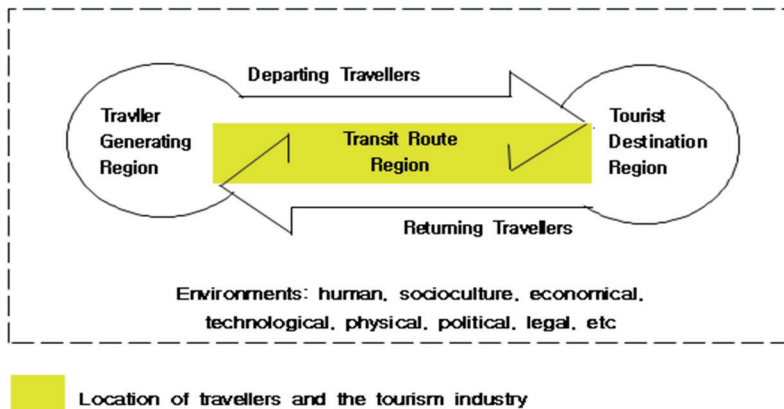 Departing Travellers
Travller
Generating
Region
Transit Route
Region
Tourist
Destination
Region
Returning Travellers
Environments: human, socioculture, economical,
technological, physical, political, legal, etc
Location of travellers and the tourism industry